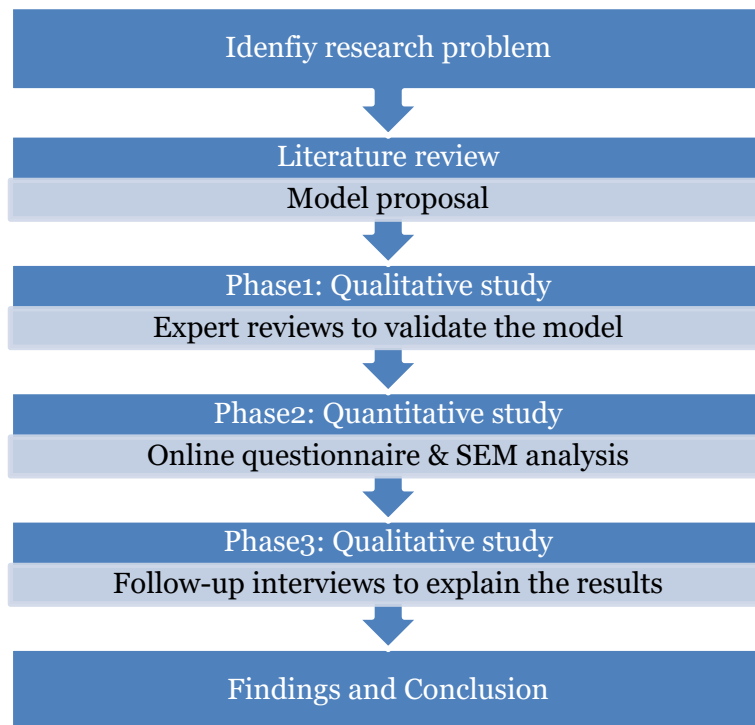 Idenfiy research problem
Literature review
Model proposal
Phase1: Qualitative study
Expert reviews to validate the model
Phase2: Quantitative study
Online questionnaire & SEM analysis
Phase3: Qualitative study
Follow-up interviews to explain the results
Findings and Conclusion